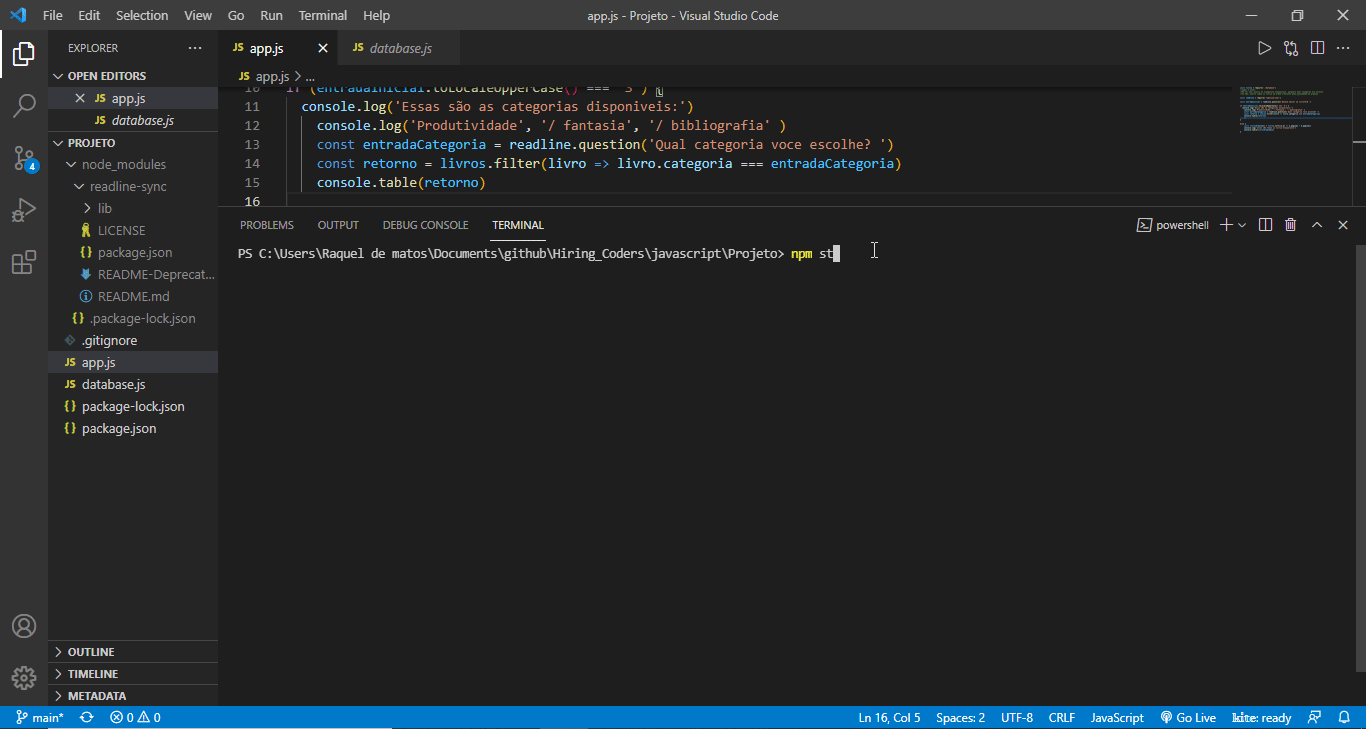 File Edit Selection View Go Run Terminal Help
app.js - Projeto - Visual Studio Code
EXPLORER
OPEN EDITORS
JS app.js
JS database.js
PROJETO
node_modules
readline-sync
lib
LICENSE
{} package.json
README-Deprecat...
README.md
{} .package-lock.json
.gitignore
JS app.js
JS database.js
{} package-lock.json
{} package.json
OUTLINE
TIMELINE
METADATA
JS app.js
JS database.js
JS app.js > ...
10 if (entradaInicial.toLocaleUpperCase() === 'S') {
11 console.log('Essas são as categorias disponiveis:')
12 console.log('Produtividade', '/ fantasia', '/ bibliografia' )
13 const entradaCategoria = readline.question('Qual categoria voce escolhe? ')
14 const retorno = livros.filter(livro => livro.categoria === entradaCategoria)
15 console.table(retorno)
16
PROBLEMS OUTPUT DEBUG CONSOLE TERMINAL
powershell
PS C:\Users\Raquel de matos\Documents\github\Hiring_Coders\javascript\Projeto> npm st
4
main* 0 0
Ln 16, Col 5 Spaces: 2 UTF-8 CRLF JavaScript Go Live kite: ready